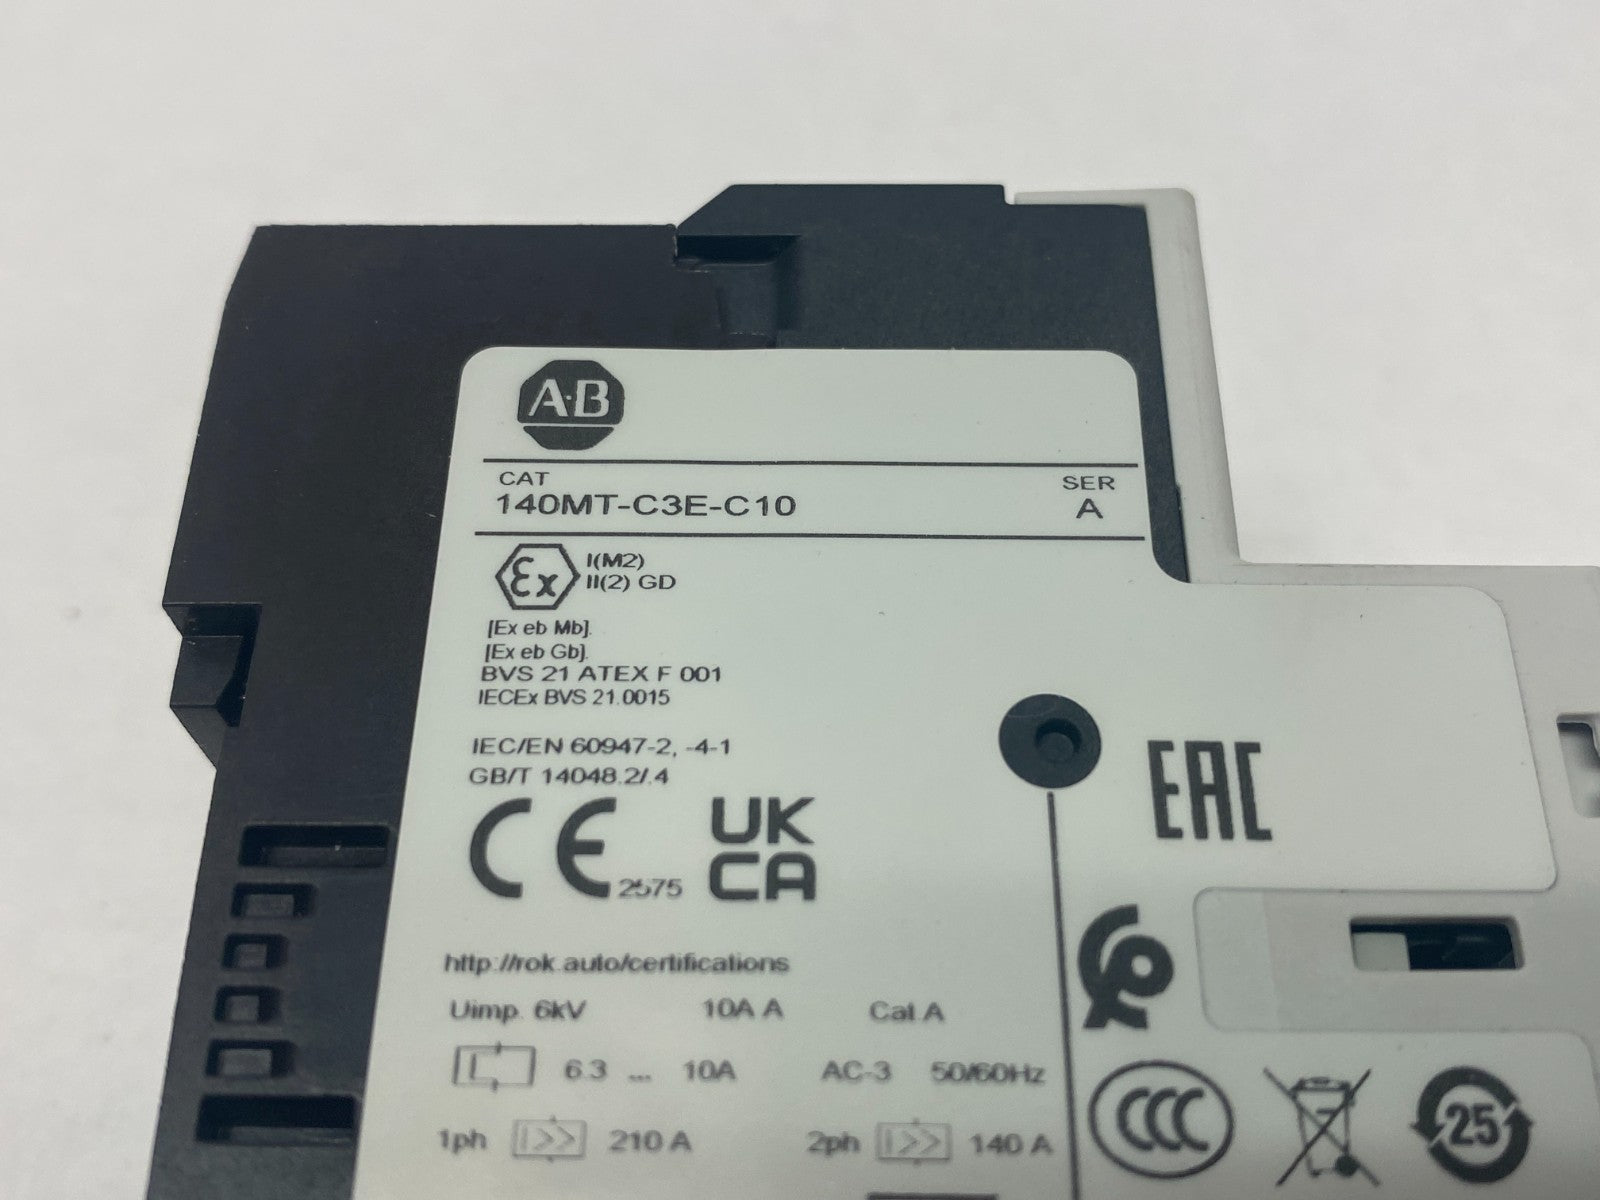 A·B
CAT SER
140MT-C3E-C10 A
Ex I(M2)
II(2) GD
[Ex eb Mb].
[Ex eb Gb].
BVS 21 ATEX F 001
IECEx BVS 21.0015
IEC/EN 60947-2, -4-1
GB/T 14048.2/.4
CE 2575 UK
CA
EAC
http://rok.auto/certifications
Uimp. 6kV 10A A Cat.A
6.3 ... 10A AC-3 50/60Hz
1ph I>> 210 A 2ph I>> 140 A
CCC 25